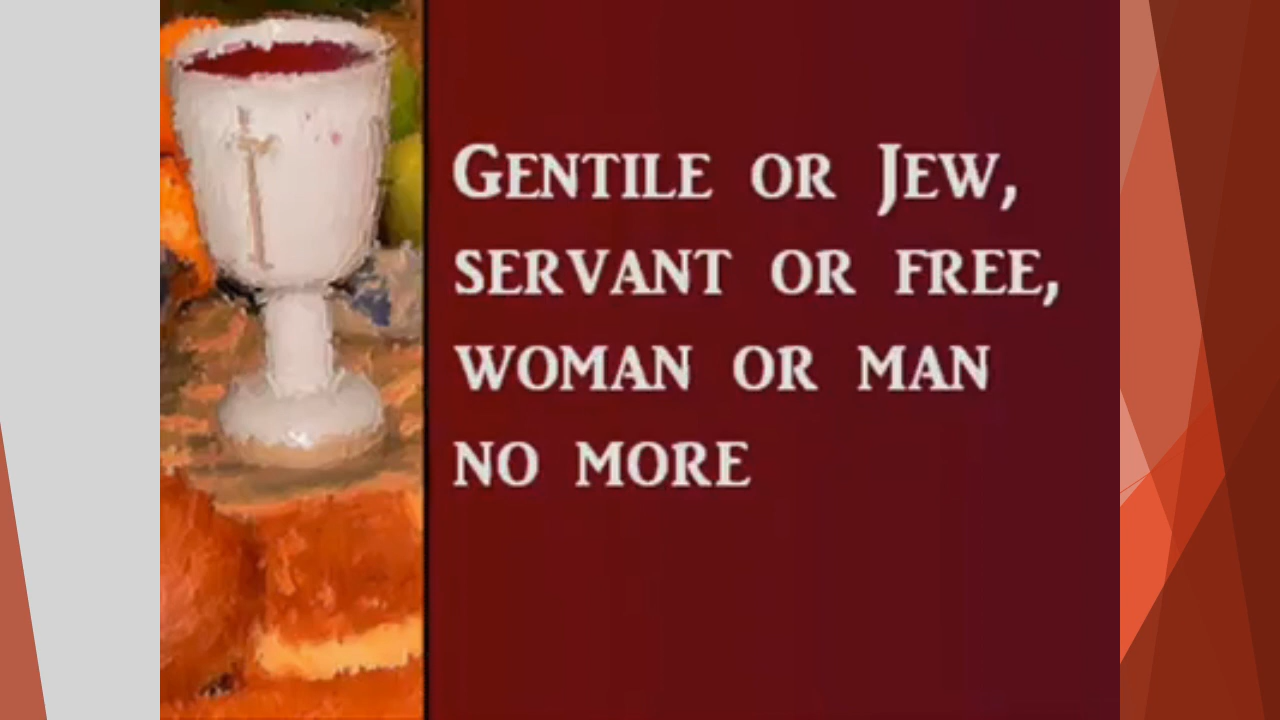 Gentile or Jew,
servant or free,
woman or man
no more